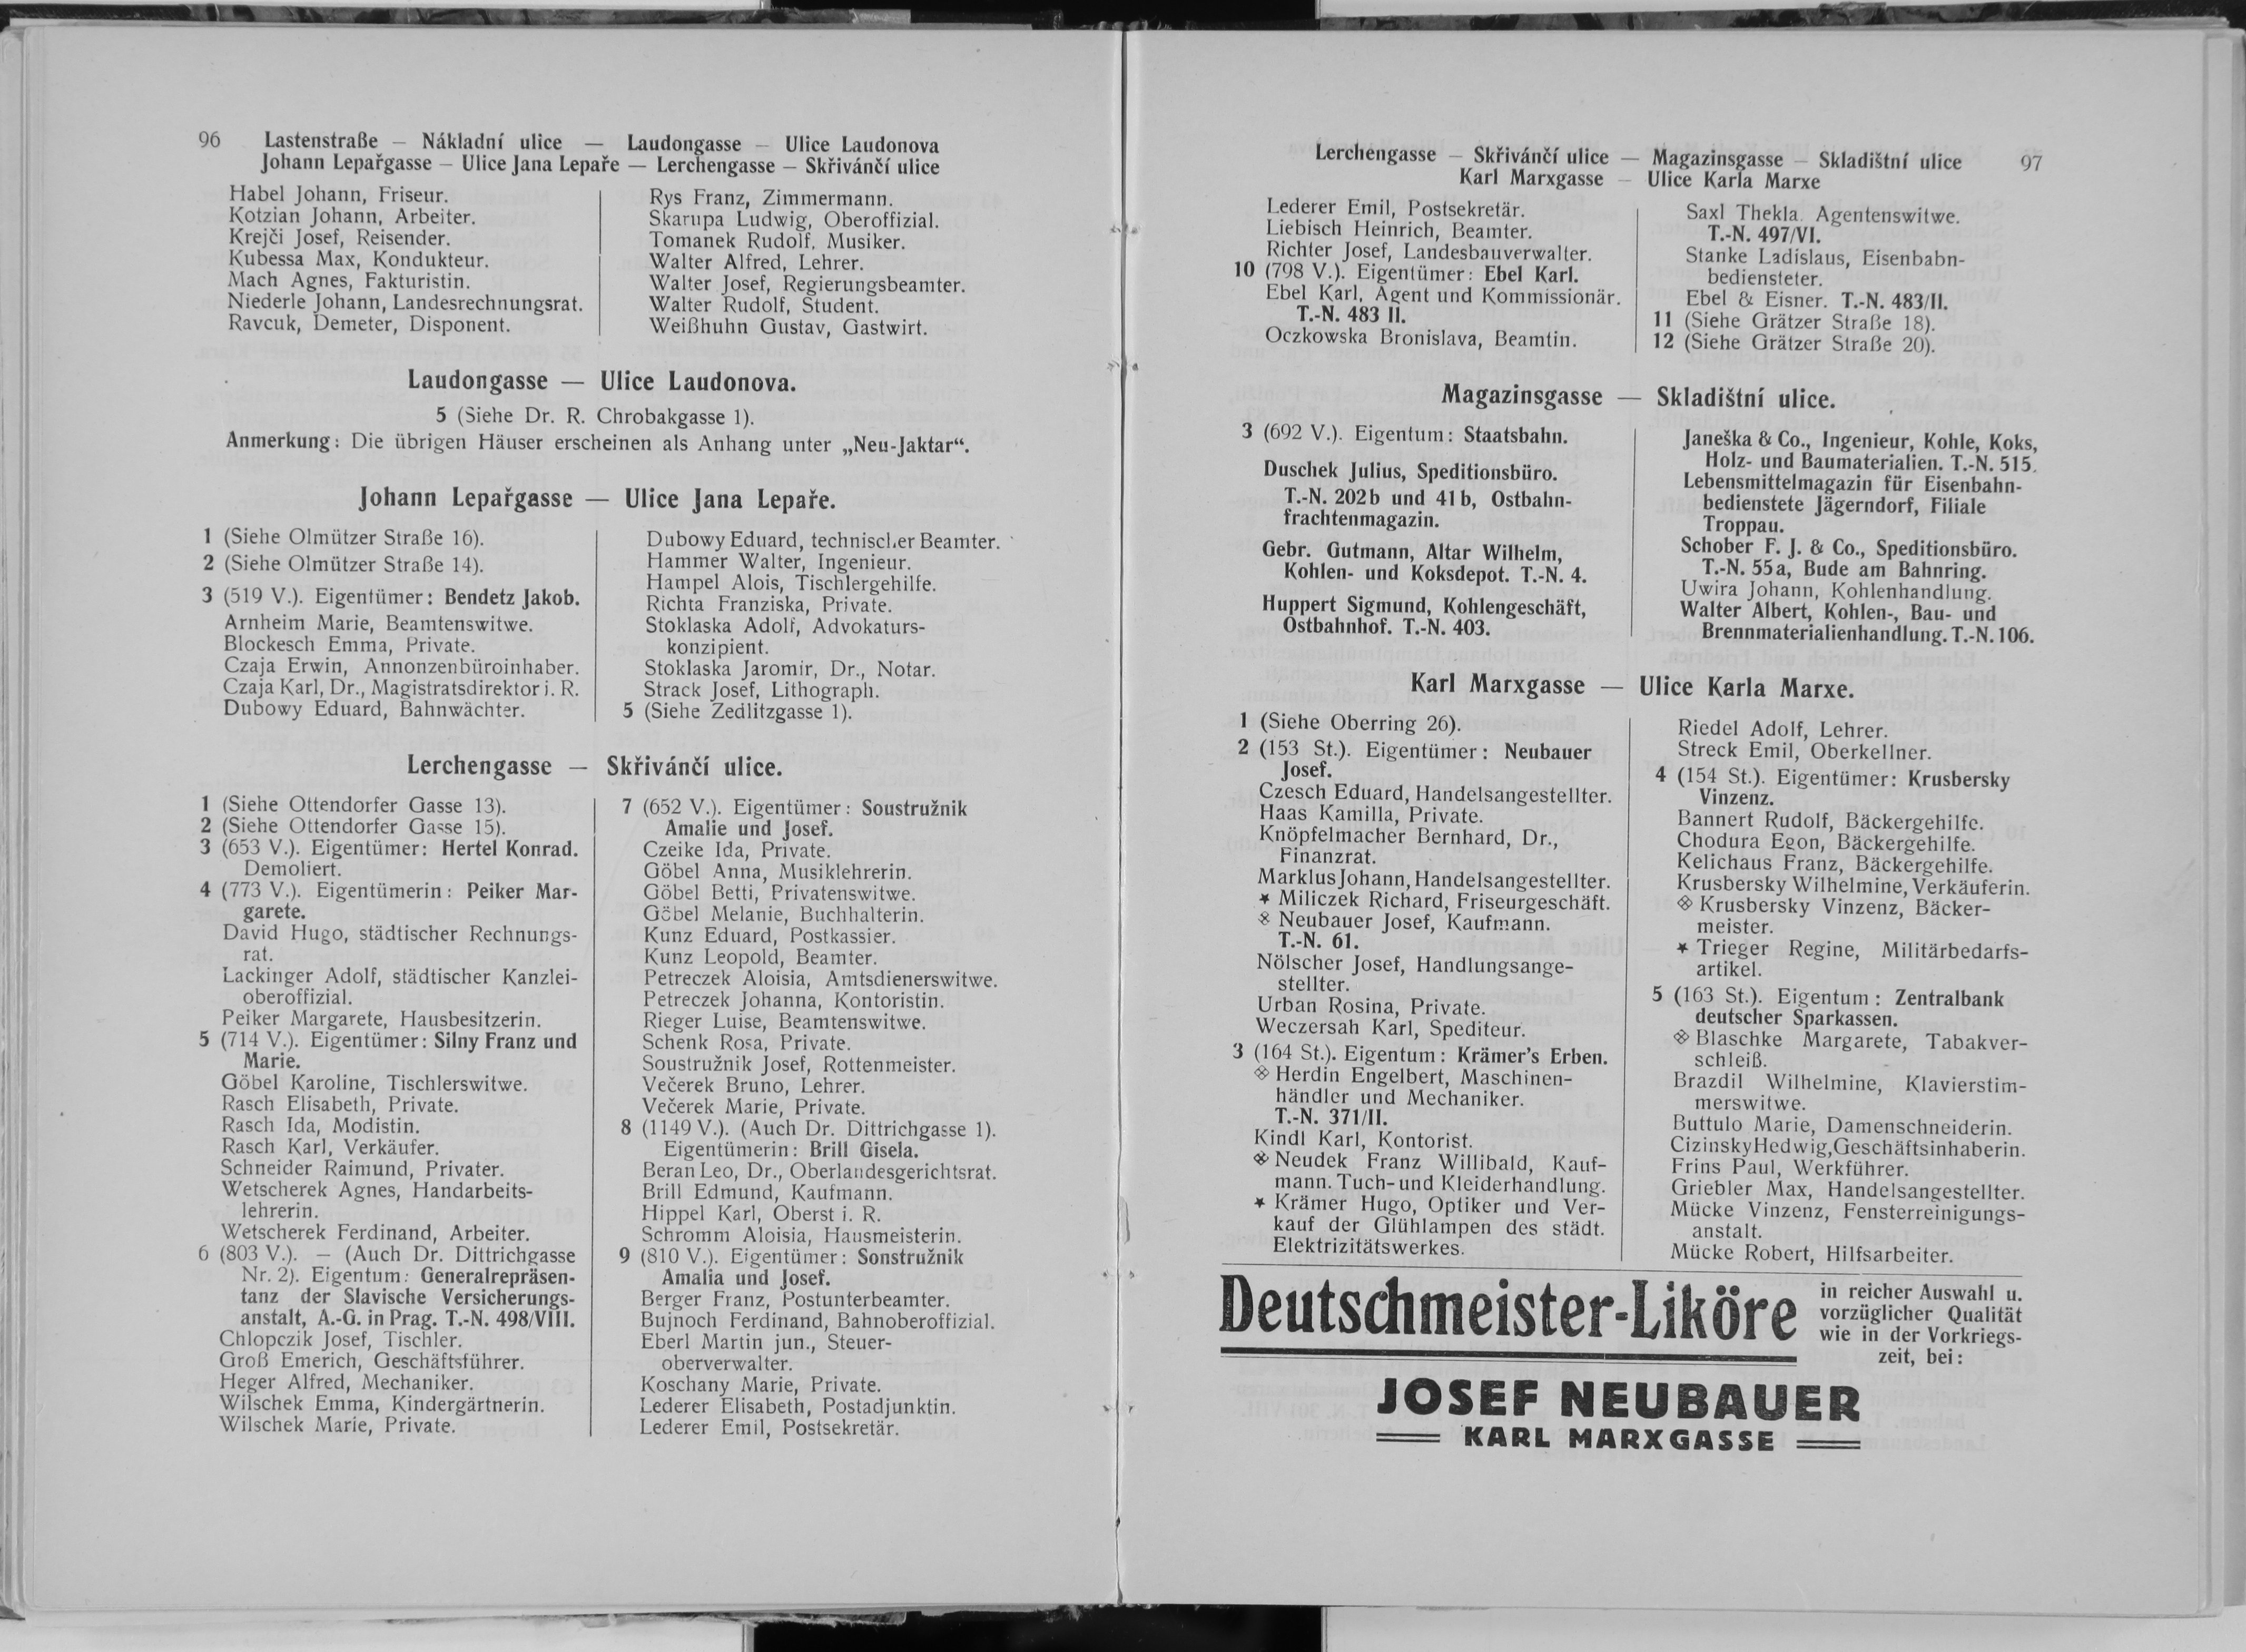 96 Lastenstraße — Nákladní ulice — Laudongasse — Ulice Laudonova
Johann Lepařgasse — Ulice Jana Lepaře — Lerchengasse — Skřivánčí ulice
Habel Johann, Friseur.
Kotzian Johann, Arbeiter.
Krejči Josef, Reisender.
Kubessa Max, Kondukteur.
Mach Agnes, Fakturistin.
Niederle Johann, Landesrechnungsrat.
Ravcuk, Demeter, Disponent.
Rys Franz, Zimmermann.
Skarupa Ludwig, Oberoffizial.
Tomanek Rudolf, Musiker.
Walter Alfred, Lehrer.
Walter Josef, Regierungsbeamter.
Walter Rudolf, Student.
Weißhuhn Gustav, Gastwirt.
Laudongasse — Ulice Laudonova.
5 (Siehe Dr. R. Chrobakgasse 1).
Anmerkung: Die übrigen Häuser erscheinen als Anhang unter „Neu-Jaktar“.
Johann Lepařgasse — Ulice Jana Lepaře.
1 (Siehe Olmützer Straße 16).
2 (Siehe Olmützer Straße 14).
3 (519 V.). Eigentümer: Bendetz Jakob.
Arnheim Marie, Beamtenswitwe.
Blockesch Emma, Private.
Czaja Erwin, Annonzenbüroinhaber.
Czaja Karl, Dr., Magistratsdirektor i. R.
Dubowy Eduard, Bahnwächter.
Dubowy Eduard, technischer Beamter.
Hammer Walter, Ingenieur.
Hampel Alois, Tischlergehilfe.
Richta Franziska, Private.
Stoklaska Adolf, Advokaturs-
konzipient.
Stoklaska Jaromir, Dr., Notar.
Strack Josef, Lithograph.
5 (Siehe Zedlitzgasse 1).
Lerchengasse — Skřivánčí ulice.
1 (Siehe Ottendorfer Gasse 13).
2 (Siehe Ottendorfer Gasse 15).
3 (653 V.). Eigentümer: Hertel Konrad.
Demoliert.
4 (773 V.). Eigentümerin: Peiker Mar-
garete.
David Hugo, städtischer Rechnungs-
rat.
Lackinger Adolf, städtischer Kanzlei-
oberoffizial.
Peiker Margarete, Hausbesitzerin.
5 (714 V.). Eigentümer: Silny Franz und
Marie.
Göbel Karoline, Tischlerswitwe.
Rasch Elisabeth, Private.
Rasch Ida, Modistin.
Rasch Karl, Verkäufer.
Schneider Raimund, Privater.
Wetscherek Agnes, Handarbeits-
lehrerin.
Wetscherek Ferdinand, Arbeiter.
6 (803 V.). — (Auch Dr. Dittrichgasse
Nr. 2). Eigentum: Generalrepräsen-
tanz der Slavische Versicherungs-
anstalt, A.-G. in Prag. T.-N. 498/VIII.
Chlopczik Josef, Tischler.
Groß Emerich, Geschäftsführer.
Heger Alfred, Mechaniker.
Wilschek Emma, Kindergärtnerin.
Wilschek Marie, Private.
7 (652 V.). Eigentümer: Soustružnik
Amalie und Josef.
Czeike Ida, Private.
Göbel Anna, Musiklehrerin.
Göbel Betti, Privatenswitwe.
Göbel Melanie, Buchhalterin.
Kunz Eduard, Postkassier.
Kunz Leopold, Beamter.
Petreczek Aloisia, Amtsdienerswitwe.
Petreczek Johanna, Kontoristin.
Rieger Luise, Beamtenswitwe.
Schenk Rosa, Private.
Soustružnik Josef, Rottenmeister.
Večerek Bruno, Lehrer.
Večerek Marie, Private.
8 (1149 V.). (Auch Dr. Dittrichgasse 1).
Eigentümerin: Brill Gisela.
Beran Leo, Dr., Oberlandesgerichtsrat.
Brill Edmund, Kaufmann.
Hippel Karl, Oberst i. R.
Schromm Aloisia, Hausmeisterin.
9 (810 V.). Eigentümer: Sonstružnik
Amalia und Josef.
Berger Franz, Postunterbeamter.
Bujnoch Ferdinand, Bahnoberoffizial.
Eberl Martin jun., Steuer-
oberverwalter.
Koschany Marie, Private.
Lederer Elisabeth, Postadjunktin.
Lederer Emil, Postsekretär.
Lerchengasse — Skřivánčí ulice — Magazinsgasse — Skladištní ulice 97
Karl Marxgasse — Ulice Karla Marxe
Lederer Emil, Postsekretär.
Liebisch Heinrich, Beamter.
Richter Josef, Landesbauverwalter.
10 (798 V.). Eigentümer: Ebel Karl.
Ebel Karl, Agent und Kommissionär.
T.-N. 483 II.
Oczkowska Bronislava, Beamtin.
Saxl Thekla. Agentenswitwe.
T.-N. 497/VI.
Stanke Ladislaus, Eisenbahn-
bediensteter.
Ebel & Eisner. T.-N. 483/II.
11 (Siehe Grätzer Straße 18).
12 (Siehe Grätzer Straße 20).
Magazinsgasse — Skladištní ulice.
3 (692 V.). Eigentum: Staatsbahn.
Duschek Julius, Speditionsbüro.
T.-N. 202b und 41b, Ostbahn-
frachtenmagazin.
Gebr. Gutmann, Altar Wilhelm,
Kohlen- und Koksdepot. T.-N. 4.
Huppert Sigmund, Kohlengeschäft,
Ostbahnhof. T.-N. 403.
Janeška & Co., Ingenieur, Kohle, Koks,
Holz- und Baumaterialien. T.-N. 515.
Lebensmittelmagazin für Eisenbahn-
bedienstete Jägerndorf, Filiale
Troppau.
Schober F. J. & Co., Speditionsbüro.
T.-N. 55a, Bude am Bahnring.
Uwira Johann, Kohlenhandlung.
Walter Albert, Kohlen-, Bau- und
Brennmaterialienhandlung. T.-N. 106.
Karl Marxgasse — Ulice Karla Marxe.
1 (Siehe Oberring 26).
2 (153 St.). Eigentümer: Neubauer
Josef.
Czesch Eduard, Handelsangestellter.
Haas Kamilla, Private.
Knöpfelmacher Bernhard, Dr.,
Finanzrat.
Marklus Johann, Handelsangestellter.
★ Miliczek Richard, Friseurgeschäft.
※ Neubauer Josef, Kaufmann.
T.-N. 61.
Nölscher Josef, Handlungsange-
stellter.
Urban Rosina, Private.
Weczersah Karl, Spediteur.
3 (164 St.). Eigentum: Krämer's Erben.
※ Herdin Engelbert, Maschinen-
händler und Mechaniker.
T.-N. 371/II.
Kindl Karl, Kontorist.
※ Neudek Franz Willibald, Kauf-
mann. Tuch- und Kleiderhandlung.
★ Krämer Hugo, Optiker und Ver-
kauf der Glühlampen des städt.
Elektrizitätswerkes.
Riedel Adolf, Lehrer.
Streck Emil, Oberkellner.
4 (154 St.). Eigentümer: Krusbersky
Vinzenz.
Bannert Rudolf, Bäckergehilfe.
Chodura Egon, Bäckergehilfe.
Kelichaus Franz, Bäckergehilfe.
Krusbersky Wilhelmine, Verkäuferin.
※ Krusbersky Vinzenz, Bäcker-
meister.
★ Trieger Regine, Militärbedarfs-
artikel.
5 (163 St.). Eigentum: Zentralbank
deutscher Sparkassen.
※ Blaschke Margarete, Tabakver-
schleiß.
Brazdil Wilhelmine, Klavierstim-
merswitwe.
Buttulo Marie, Damenschneiderin.
Cizinsky Hedwig, Geschäftsinhaberin.
Frins Paul, Werkführer.
Griebler Max, Handelsangestellter.
Mücke Vinzenz, Fensterreinigungs-
anstalt.
Mücke Robert, Hilfsarbeiter.
Deutschmeister-Liköre
in reicher Auswahl u.
vorzüglicher Qualität
wie in der Vorkriegs-
zeit, bei:
JOSEF NEUBAUER
KARL MARXGASSE